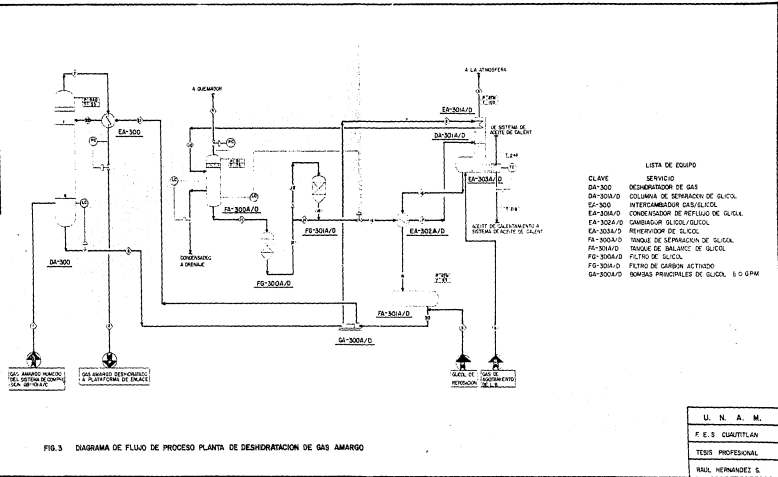 A LA ATMOSFERA
A QUEMADOR
EA-301A/D
DE SISTEMA DE
ACEITE DE CALENT
EA-300
DA-301A/D
EA-303A/D
FA-300A/D
FG-301A/D
EA-302A/D
ACEITE DE CALENTAMIENTO A
SISTEMA DE ACEITE DE CALENT.
CONDENSADOS
A DRENAJE
DA-300
FG-300A/D
FA-301A/D
GA-300A/D
GAS AMARGO HUMEDO
DEL SISTEMA DE
GAS AMARGO DESHIDRATADO
A PLATAFORMA DE ENLACE
GLICOL DE
REPOSICION
GAS DE
AGOTAMIENTO
LISTA DE EQUIPO
CLAVE SERVICIO
DA-300 DESHIDRATADOR DE GAS
DA-301A/D COLUMNA DE SEPARACION DE GLICOL
EA-300 INTERCAMBIADOR GAS/GLICOL
EA-301A/D CONDENSADOR DE REFLUJO DE GLICOL
EA-302A/D CAMBIADOR GLICOL/GLICOL
EA-303A/D REHERVIDOR DE GLICOL
FA-300A/D TANQUE DE SEPARACION DE GLICOL
FA-301A/D TANQUE DE BALANCE DE GLICOL
FG-300A/D FILTRO DE GLICOL
FG-301A/D FILTRO DE CARBON ACTIVADO
GA-300A/D BOMBAS PRINCIPALES DE GLICOL GPM
FIG.3 DIAGRAMA DE FLUJO DE PROCESO PLANTA DE DESHIDRATACION DE GAS AMARGO
U. N. A. M.
F. E. S CUAUTITLAN
TESIS PROFESIONAL
RAUL HERNANDEZ S.